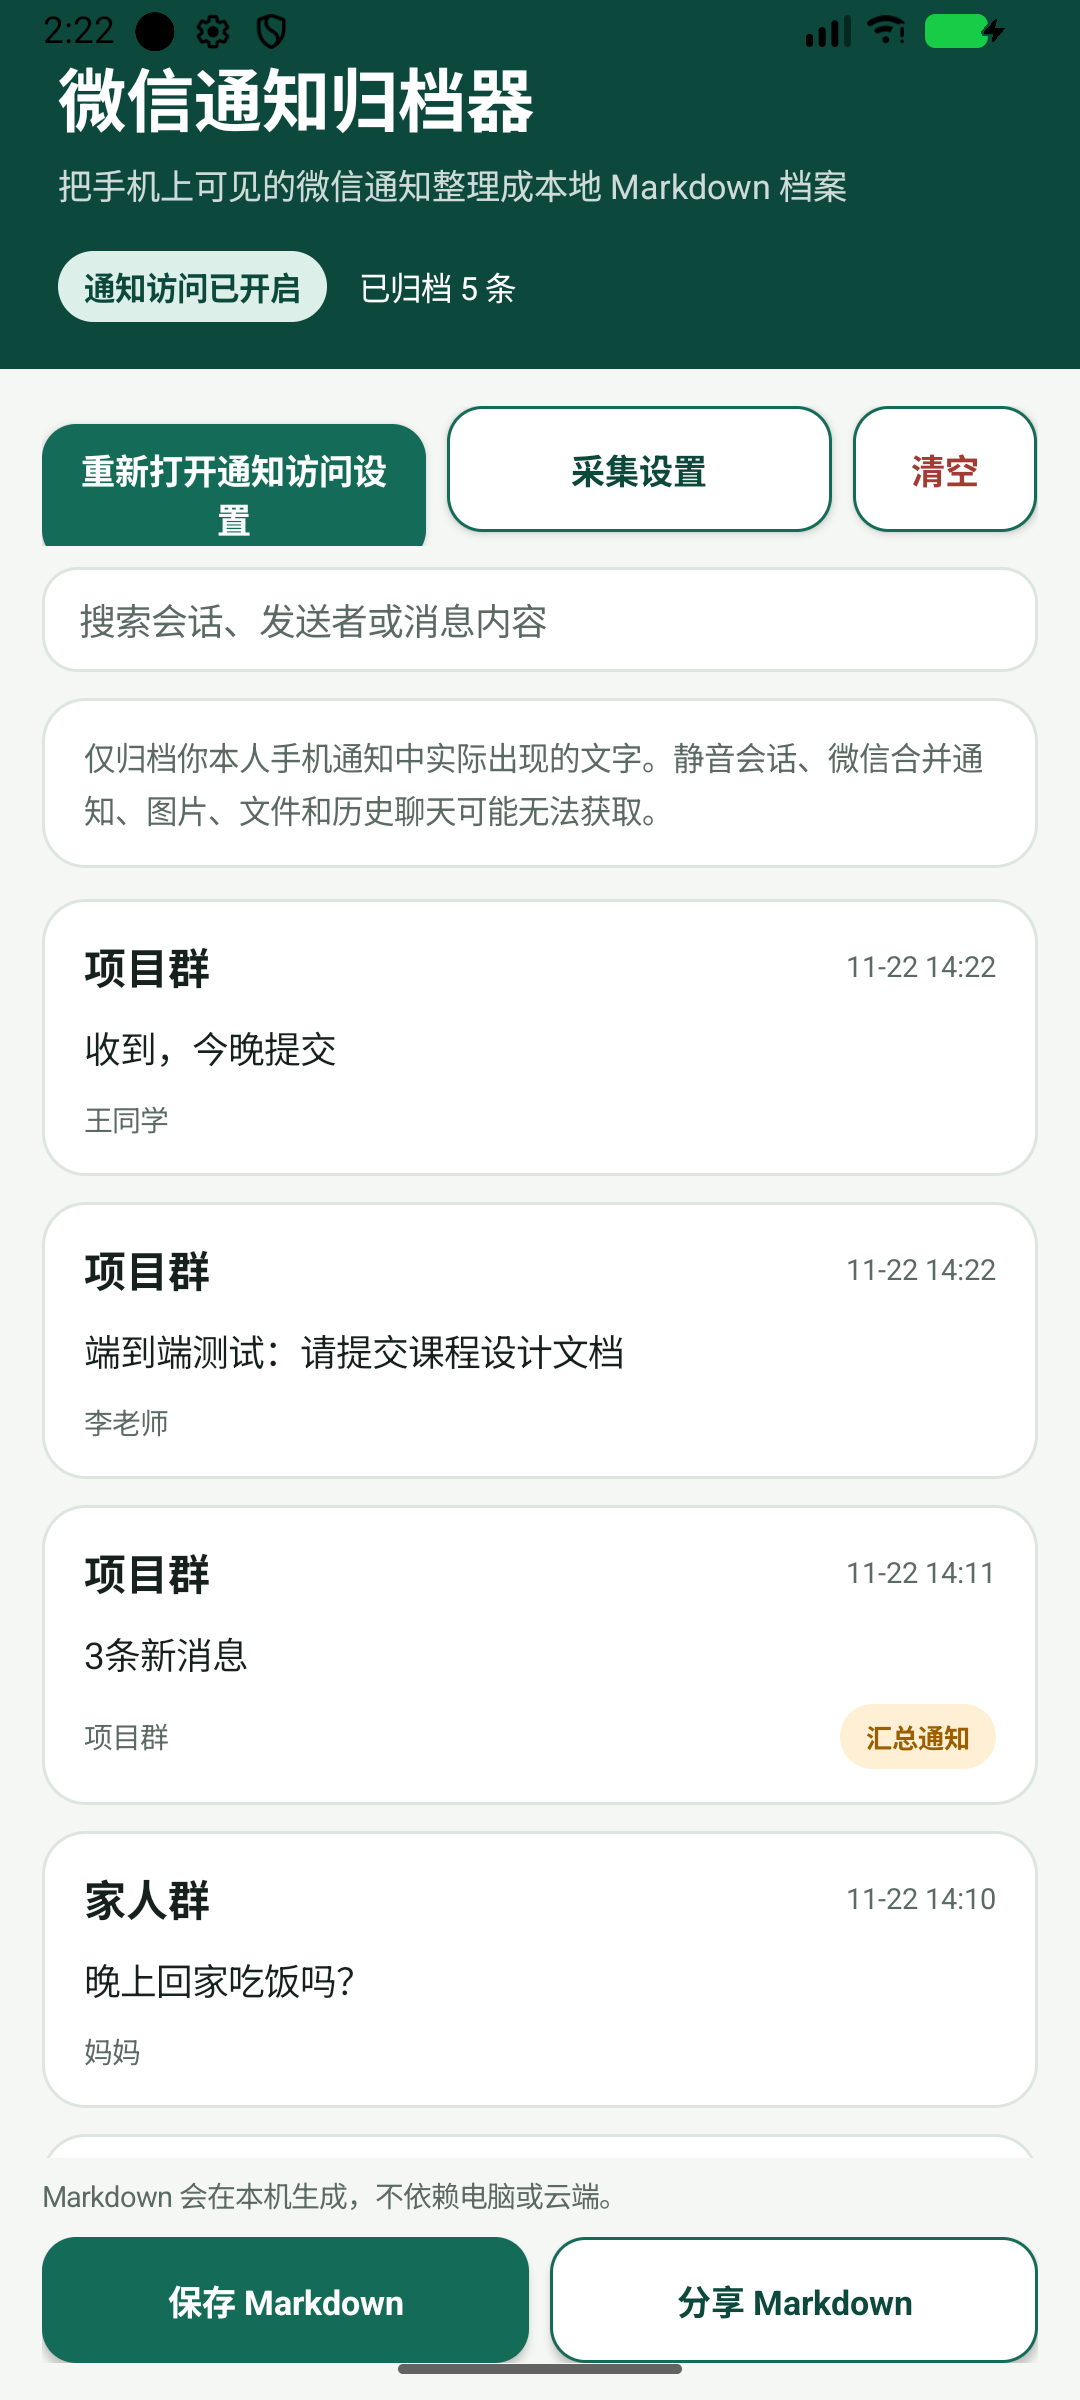 2:22
微信通知归档器
把手机上可见的微信通知整理成本地 Markdown 档案
通知访问已开启 已归档 5 条
重新打开通知访问设
置
采集设置
清空
搜索会话、发送者或消息内容
仅归档你本人手机通知中实际出现的文字。静音会话、微信合并通
知、图片、文件和历史聊天可能无法获取。
项目群 11-22 14:22
收到，今晚提交
王同学
项目群 11-22 14:22
端到端测试：请提交课程设计文档
李老师
项目群 11-22 14:11
3条新消息
项目群 汇总通知
家人群 11-22 14:10
晚上回家吃饭吗？
妈妈
Markdown 会在本机生成，不依赖电脑或云端。
保存 Markdown 分享 Markdown